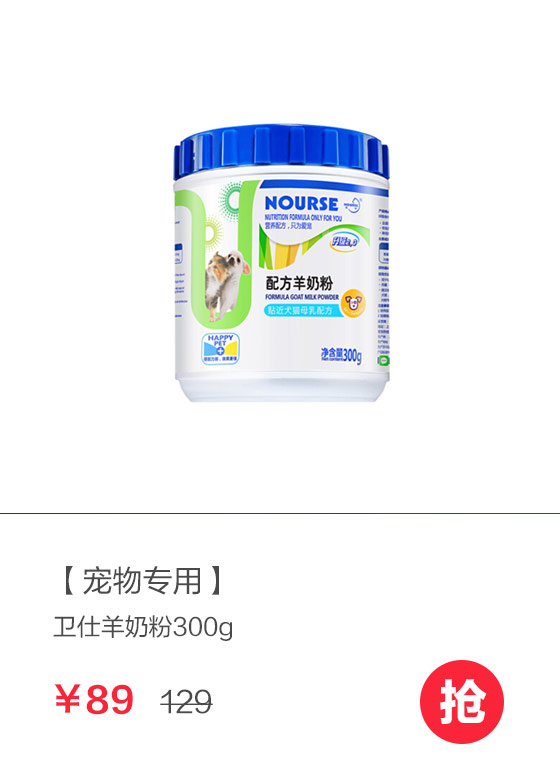 NOURSE
NUTRITION FORMULA ONLY FOR YOU
营养配方，只为爱宠
配方羊奶粉
FORMULA GOAT MILK POWDER
贴近犬猫母乳配方
HAPPY
PET
净含量300g
【宠物专用】
卫仕羊奶粉300g
￥89 129
抢